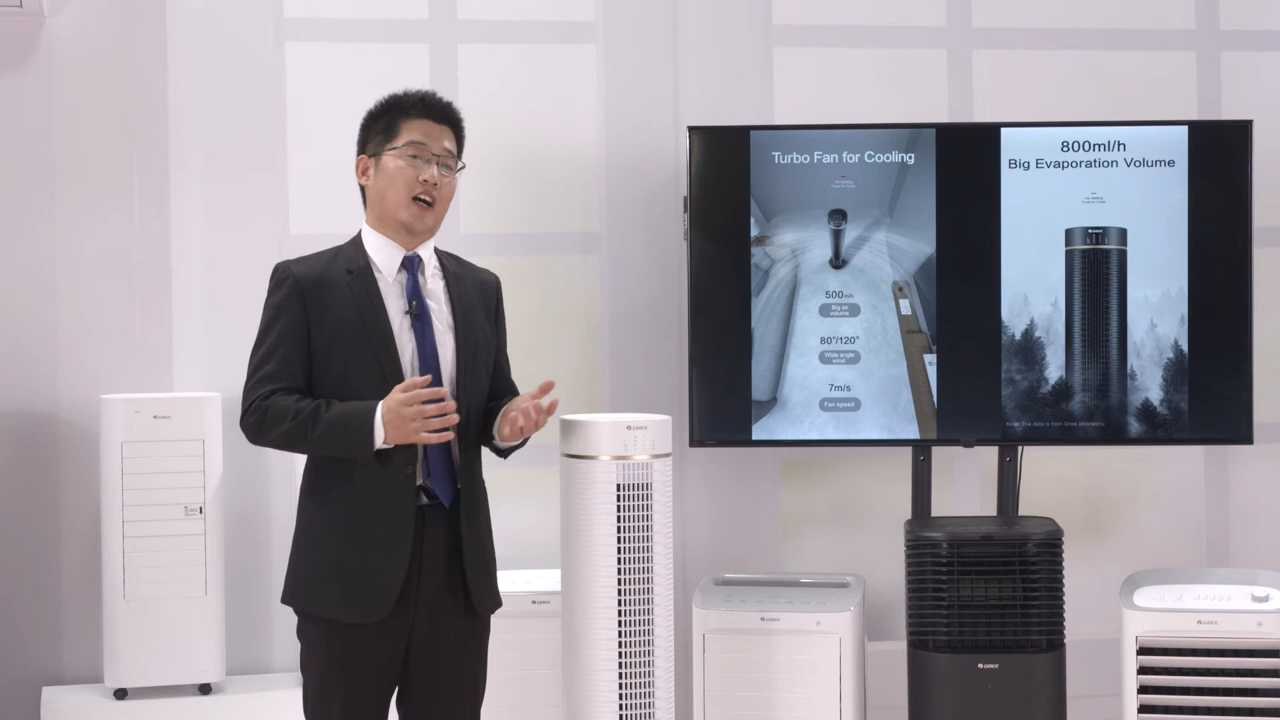 Turbo Fan for Cooling
500m³/h
Big air
volume
80°/120°
Wide angle
wind
7m/s
Fan speed
800ml/h
Big Evaporation Volume
GREE
Note: The data is from Gree laboratory.
GREE
GREE
GREE
GREE
GREE
GREE